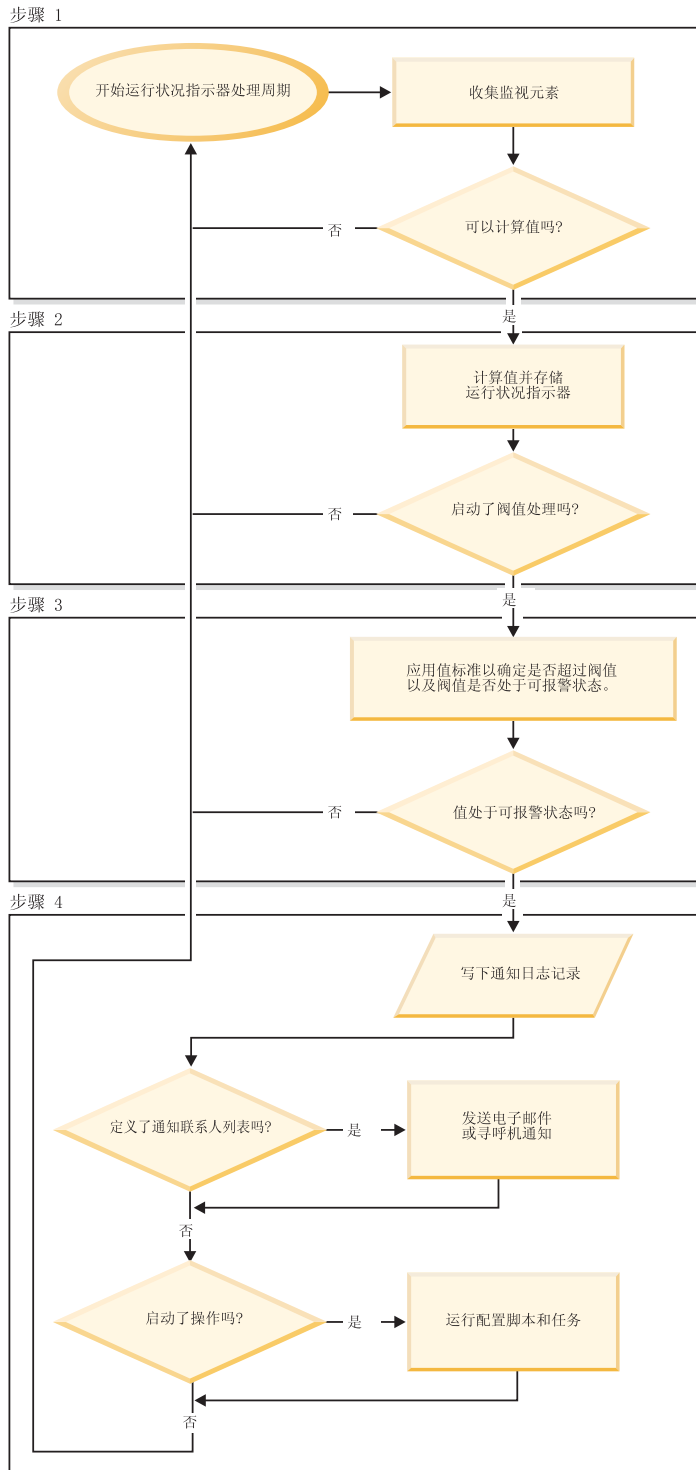 步骤 1
开始运行状况指示器处理周期
收集监视元素
可以计算值吗?
否
是
步骤 2
计算值并存储
运行状况指示器
启动了阀值处理吗?
否
是
步骤 3
应用值标准以确定是否超过阀值
以及阀值是否处于可报警状态。
值处于可报警状态吗?
否
是
步骤 4
写下通知日志记录
定义了通知联系人列表吗?
是
发送电子邮件
或寻呼机通知
否
启动了操作吗?
是
运行配置脚本和任务
否